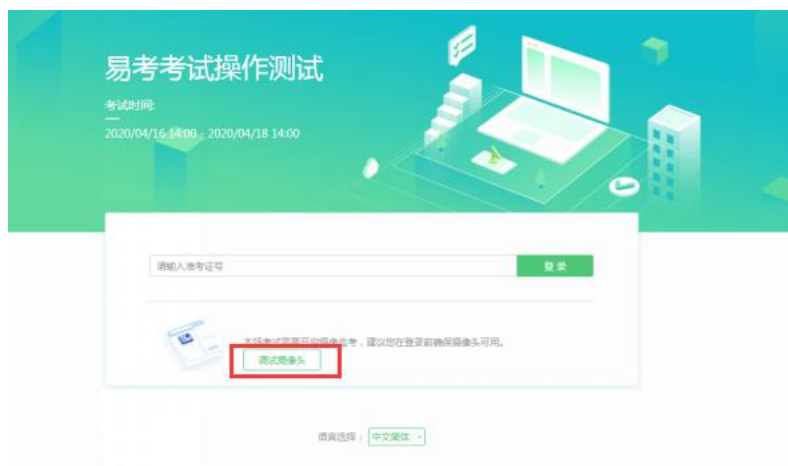 易考考试操作测试
考试时间:
2020/04/16 14:00 - 2020/04/18 14:00
请输入准考证号
登录
本场考试需要开启摄像监考，建议您在登录前确保摄像头可用。
调试摄像头
语言选择： 中文简体